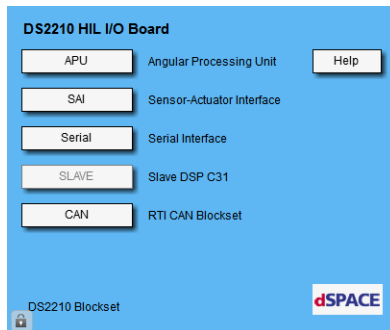 DS2210 HIL I/O Board
APU Angular Processing Unit Help
SAI Sensor-Actuator Interface
Serial Serial Interface
SLAVE Slave DSP C31
CAN RTI CAN Blockset
DS2210 Blockset
dSPACE